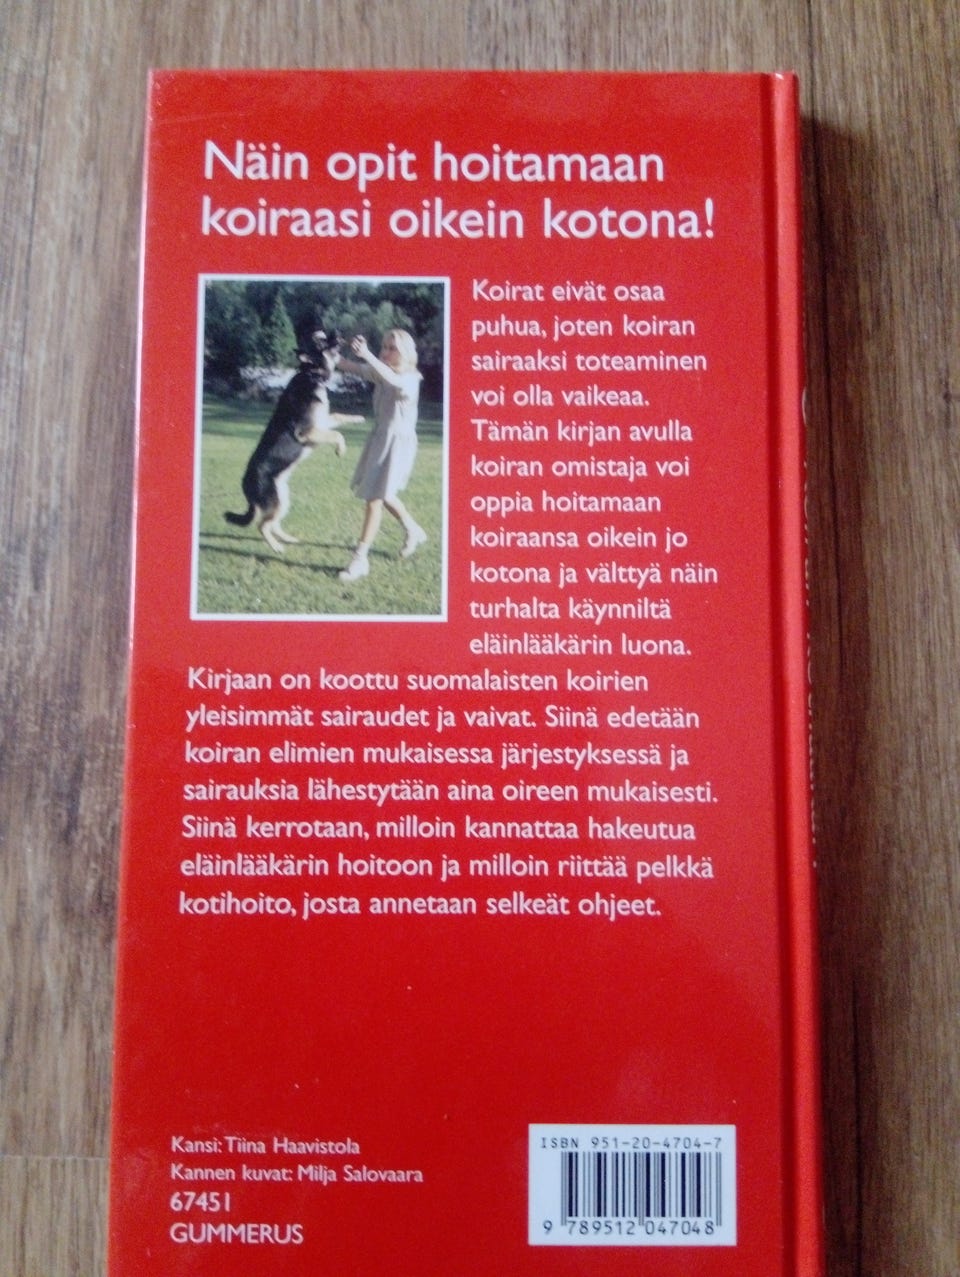 Näin opit hoitamaan
koiraasi oikein kotona!
Koirat eivät osaa
puhua, joten koiran
sairaaksi toteaminen
voi olla vaikeaa.
Tämän kirjan avulla
koiran omistaja voi
oppia hoitamaan
koiraansa oikein jo
kotona ja välttyä näin
turhalta käynniltä
eläinlääkärin luona.
Kirjaan on koottu suomalaisten koirien
yleisimmät sairaudet ja vaivat. Siinä edetään
koiran elimien mukaisessa järjestyksessä ja
sairauksia lähestytään aina oireen mukaisesti.
Siinä kerrotaan, milloin kannattaa hakeutua
eläinlääkärin hoitoon ja milloin riittää pelkkä
kotihoito, josta annetaan selkeät ohjeet.
Kansi: Tiina Haavistola
Kannen kuvat: Milja Salovaara
67451
GUMMERUS
ISBN 951-20-4704-7
9 789512 047048